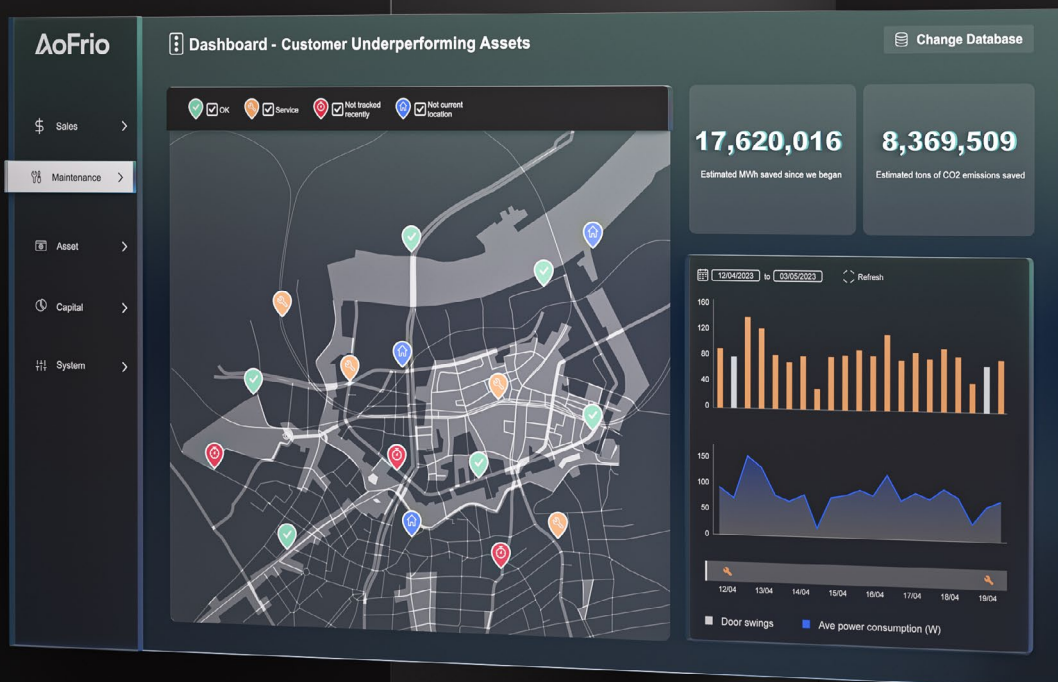 AoFrio
Dashboard - Customer Underperforming Assets
Change Database
Sales
Maintenance
Asset
Capital
System
OK
Service
Not tracked
recently
Not current
location
17,620,016
Estimated MWh saved since we began
8,369,509
Estimated tons of CO2 emissions saved
12/04/2023 to 03/05/2023 Refresh
160
120
80
40
0
150
100
50
0
12/04 13/04 14/04 15/04 16/04 17/04 18/04 19/04
Door swings Ave power consumption (W)